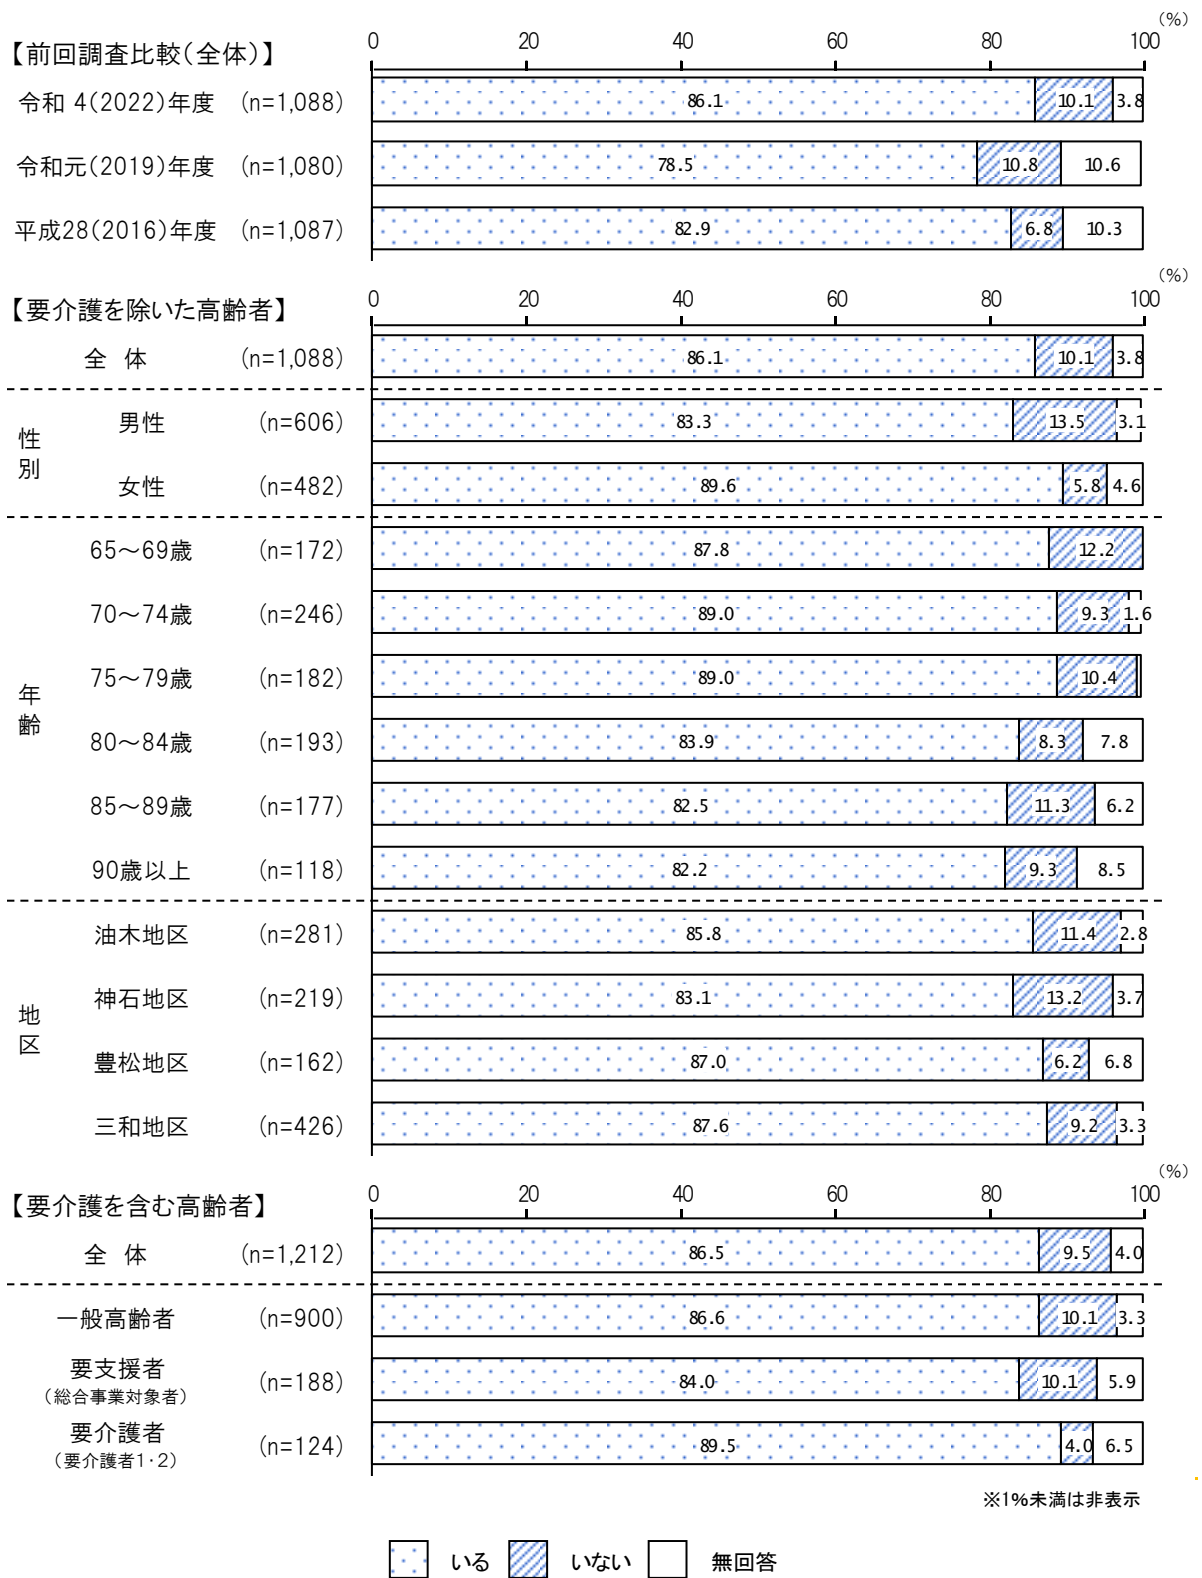 (%)
【前回調査比較(全体)】 0 20 40 60 80 100
令和 4(2022)年度 (n=1,088) 86.1 10.1 3.8
令和元(2019)年度 (n=1,080) 78.5 10.8 10.6
平成28(2016)年度 (n=1,087) 82.9 6.8 10.3
(%)
【要介護を除いた高齢者】 0 20 40 60 80 100
全 体 (n=1,088) 86.1 10.1 3.8
性別
男性 (n=606) 83.3 13.5 3.1
女性 (n=482) 89.6 5.8 4.6
年齢
65~69歳 (n=172) 87.8 12.2
70~74歳 (n=246) 89.0 9.3 1.6
75~79歳 (n=182) 89.0 10.4
80~84歳 (n=193) 83.9 8.3 7.8
85~89歳 (n=177) 82.5 11.3 6.2
90歳以上 (n=118) 82.2 9.3 8.5
地区
油木地区 (n=281) 85.8 11.4 2.8
神石地区 (n=219) 83.1 13.2 3.7
豊松地区 (n=162) 87.0 6.2 6.8
三和地区 (n=426) 87.6 9.2 3.3
(%)
【要介護を含む高齢者】 0 20 40 60 80 100
全 体 (n=1,212) 86.5 9.5 4.0
一般高齢者 (n=900) 86.6 10.1 3.3
要支援者
(総合事業対象者) (n=188) 84.0 10.1 5.9
要介護者
(要介護者1・2) (n=124) 89.5 4.0 6.5
※1%未満は非表示
いる いない 無回答